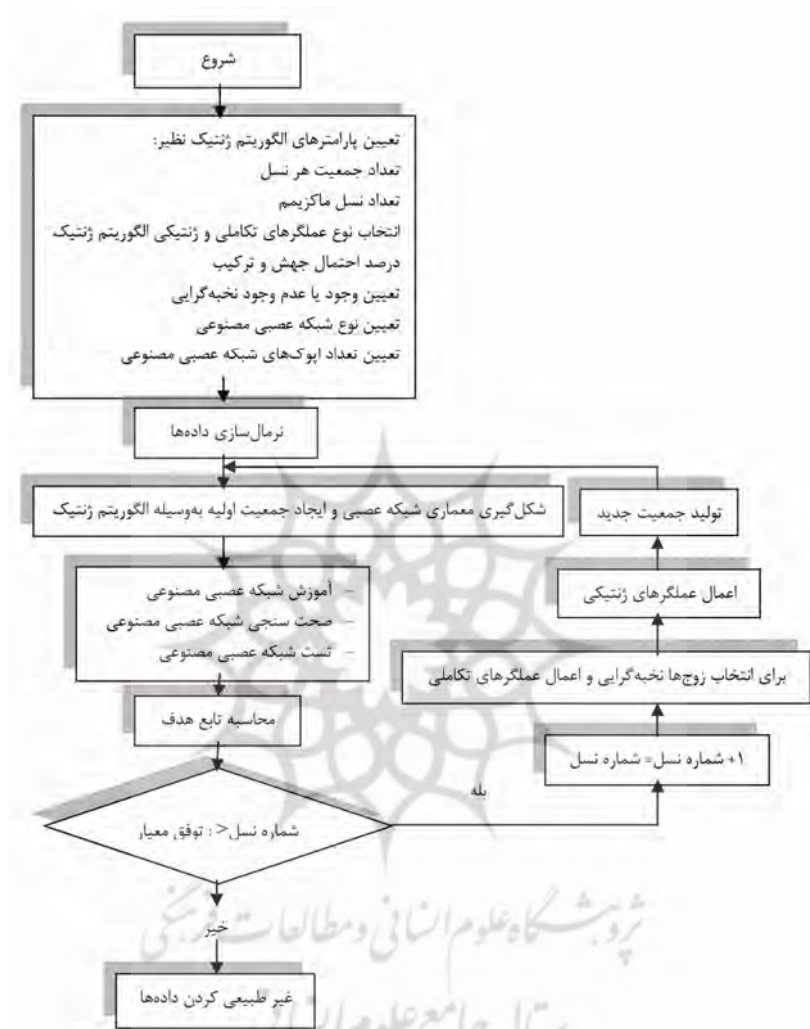 شروع
تعیین پارامترهای الگوریتم ژنتیک نظیر:
تعداد جمعیت هر نسل
تعداد نسل ماکزیمم
انتخاب نوع عملگرهای تکاملی و ژنتیکی الگوریتم ژنتیک
درصد احتمال جهش و ترکیب
تعیین وجود یا عدم وجود نخبه‌گرایی
تعیین نوع شبکه عصبی مصنوعی
تعیین تعداد اپوک‌های شبکه عصبی مصنوعی
نرمال‌سازی داده‌ها
شکل‌گیری معماری شبکه عصبی و ایجاد جمعیت اولیه به‌وسیله الگوریتم ژنتیک
– آموزش شبکه عصبی مصنوعی
– صحت سنجی شبکه عصبی مصنوعی
– تست شبکه عصبی مصنوعی
محاسبه تابع هدف
شماره نسل< : توفق معیار
بله
۱+ شماره نسل= شماره نسل
برای انتخاب زوج‌ها نخبه‌گرایی و اعمال عملگرهای تکاملی
اعمال عملگرهای ژنتیکی
تولید جمعیت جدید
خیر
غیر طبیعی کردن داده‌ها
پژوهشگاه علوم انسانی و مطالعات فرهنگی
پرتال جامع علوم انسانی